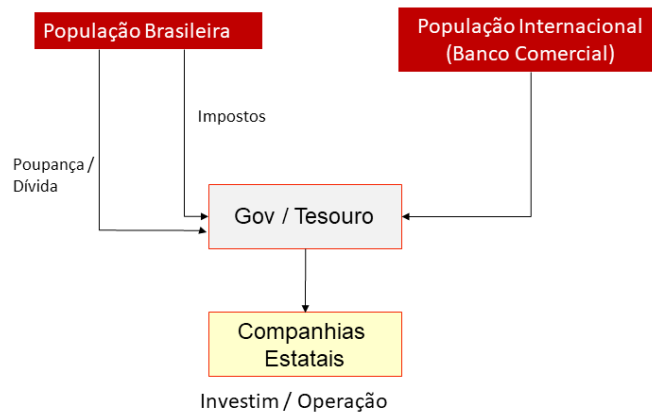 População Brasileira
População Internacional
(Banco Comercial)
Impostos
Poupança /
Dívida
Gov / Tesouro
Companhias
Estatais
Investim / Operação